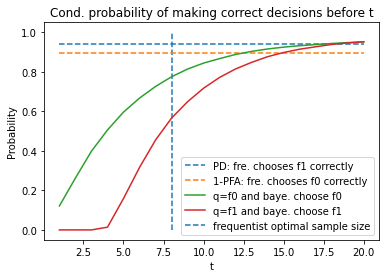 Cond. probability of making correct decisions before t
Probability
1.0
0.8
0.6
0.4
0.2
0.0
PD: fre. chooses f1 correctly
1-PFA: fre. chooses f0 correctly
q=f0 and baye. choose f0
q=f1 and baye. choose f1
frequentist optimal sample size
2.5 5.0 7.5 10.0 12.5 15.0 17.5 20.0
t